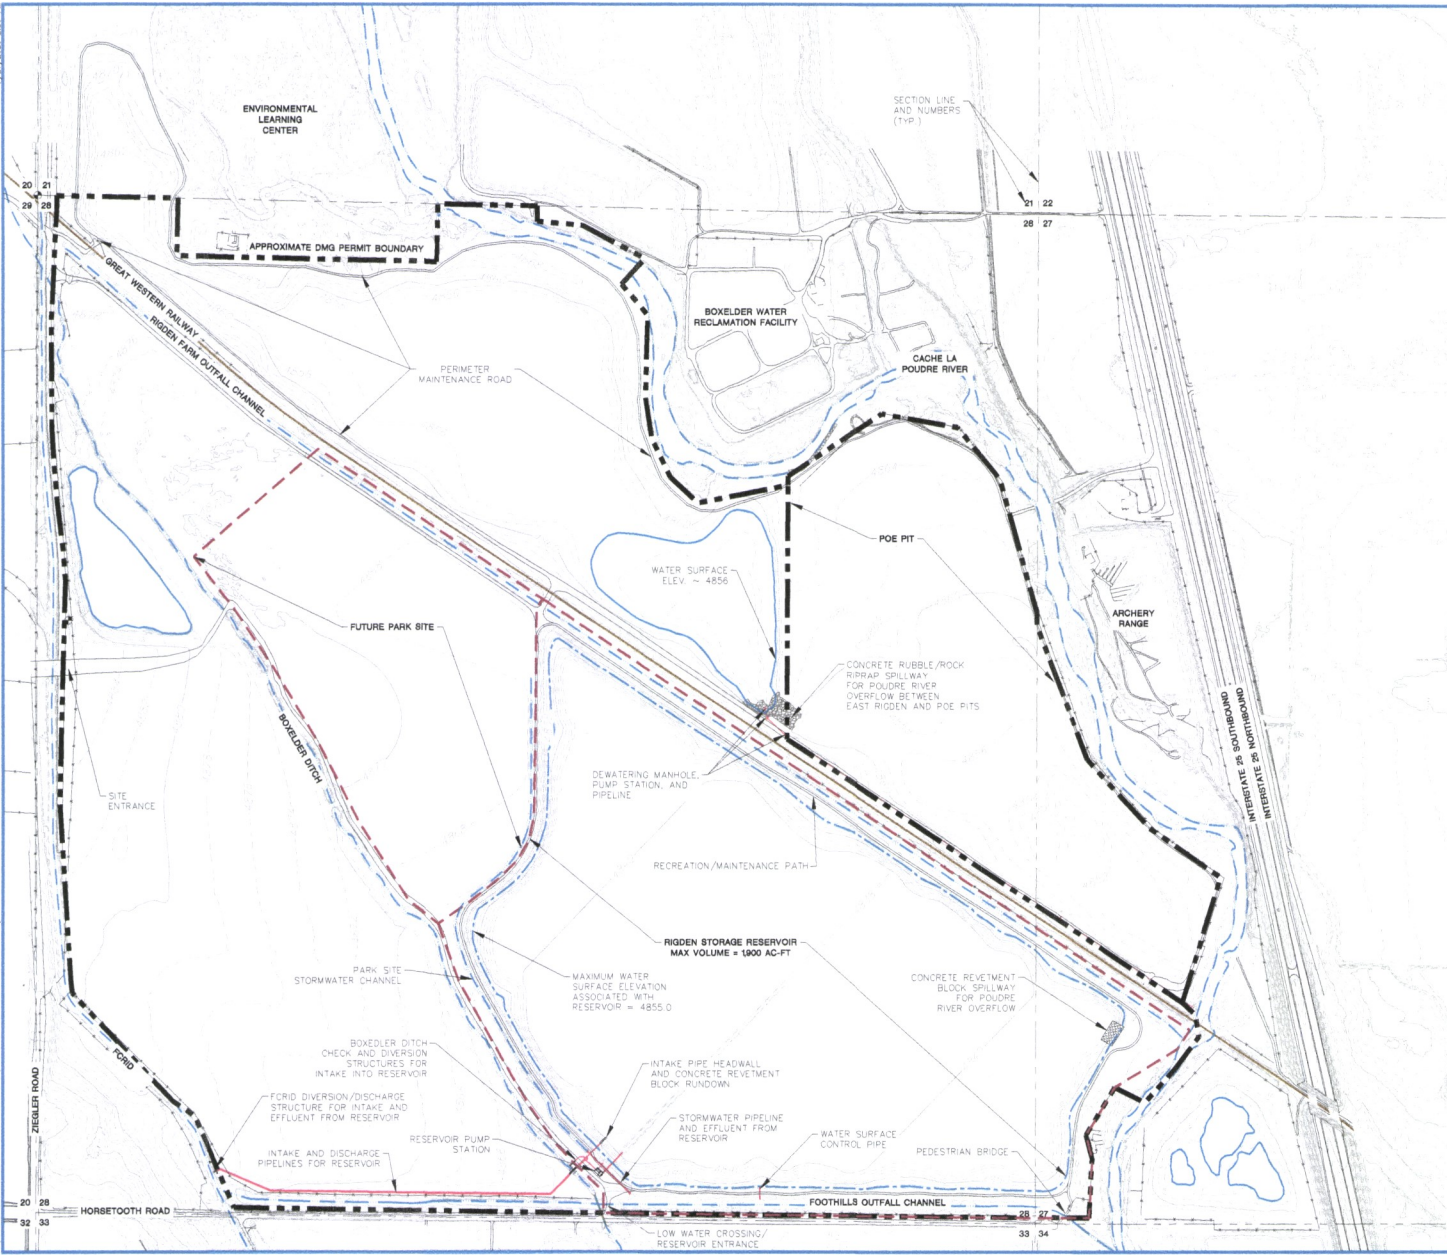 ENVIRONMENTAL
LEARNING
CENTER
SECTION LINE
AND NUMBERS
(TYP.)
20 21
29 28
21 22
28 27
APPROXIMATE DMG PERMIT BOUNDARY
GREAT WESTERN RAILWAY
RIGDEN FARM OUTFALL CHANNEL
BOXELDER WATER
RECLAMATION FACILITY
CACHE LA
POUDRE RIVER
PERIMETER
MAINTENANCE ROAD
POE PIT
WATER SURFACE
ELEV. ~ 4856
ARCHERY
RANGE
FUTURE PARK SITE
CONCRETE RUBBLE/ROCK
RIPRAP SPILLWAY
FOR POUDRE RIVER
OVERFLOW BETWEEN
EAST RIGDEN AND POE PITS
BOXELDER DITCH
INTERSTATE 25 SOUTHBOUND
INTERSTATE 25 NORTHBOUND
SITE
ENTRANCE
DEWATERING MANHOLE,
PUMP STATION, AND
PIPELINE
RECREATION/MAINTENANCE PATH
RIGDEN STORAGE RESERVOIR
MAX VOLUME = 1,900 AC-FT
PARK SITE
STORMWATER CHANNEL
MAXIMUM WATER
SURFACE ELEVATION
ASSOCIATED WITH
RESERVOIR = 4855.0
CONCRETE REVETMENT
BLOCK SPILLWAY
FOR POUDRE
RIVER OVERFLOW
FCRID
ZIEGLER ROAD
BOXEDLER DITCH
CHECK AND DIVERSION
STRUCTURES FOR
INTAKE INTO RESERVOIR
INTAKE PIPE HEADWALL
AND CONCRETE REVETMENT
BLOCK RUNDOWN
FCRID DIVERSION/DISCHARGE
STRUCTURE FOR INTAKE AND
EFFLUENT FROM RESERVOIR
STORMWATER PIPELINE
AND EFFLUENT FROM
RESERVOIR
RESERVOIR PUMP
STATION
WATER SURFACE
CONTROL PIPE
INTAKE AND DISCHARGE
PIPELINES FOR RESERVOIR
PEDESTRIAN BRIDGE
20 28
32 33
HORSETOOTH ROAD
FOOTHILLS OUTFALL CHANNEL
28 27
33 34
LOW WATER CROSSING/
RESERVOIR ENTRANCE